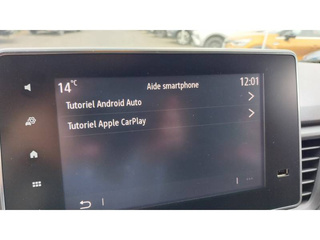 14°C Aide smartphone 12:01
Tutoriel Android Auto
Tutoriel Apple CarPlay